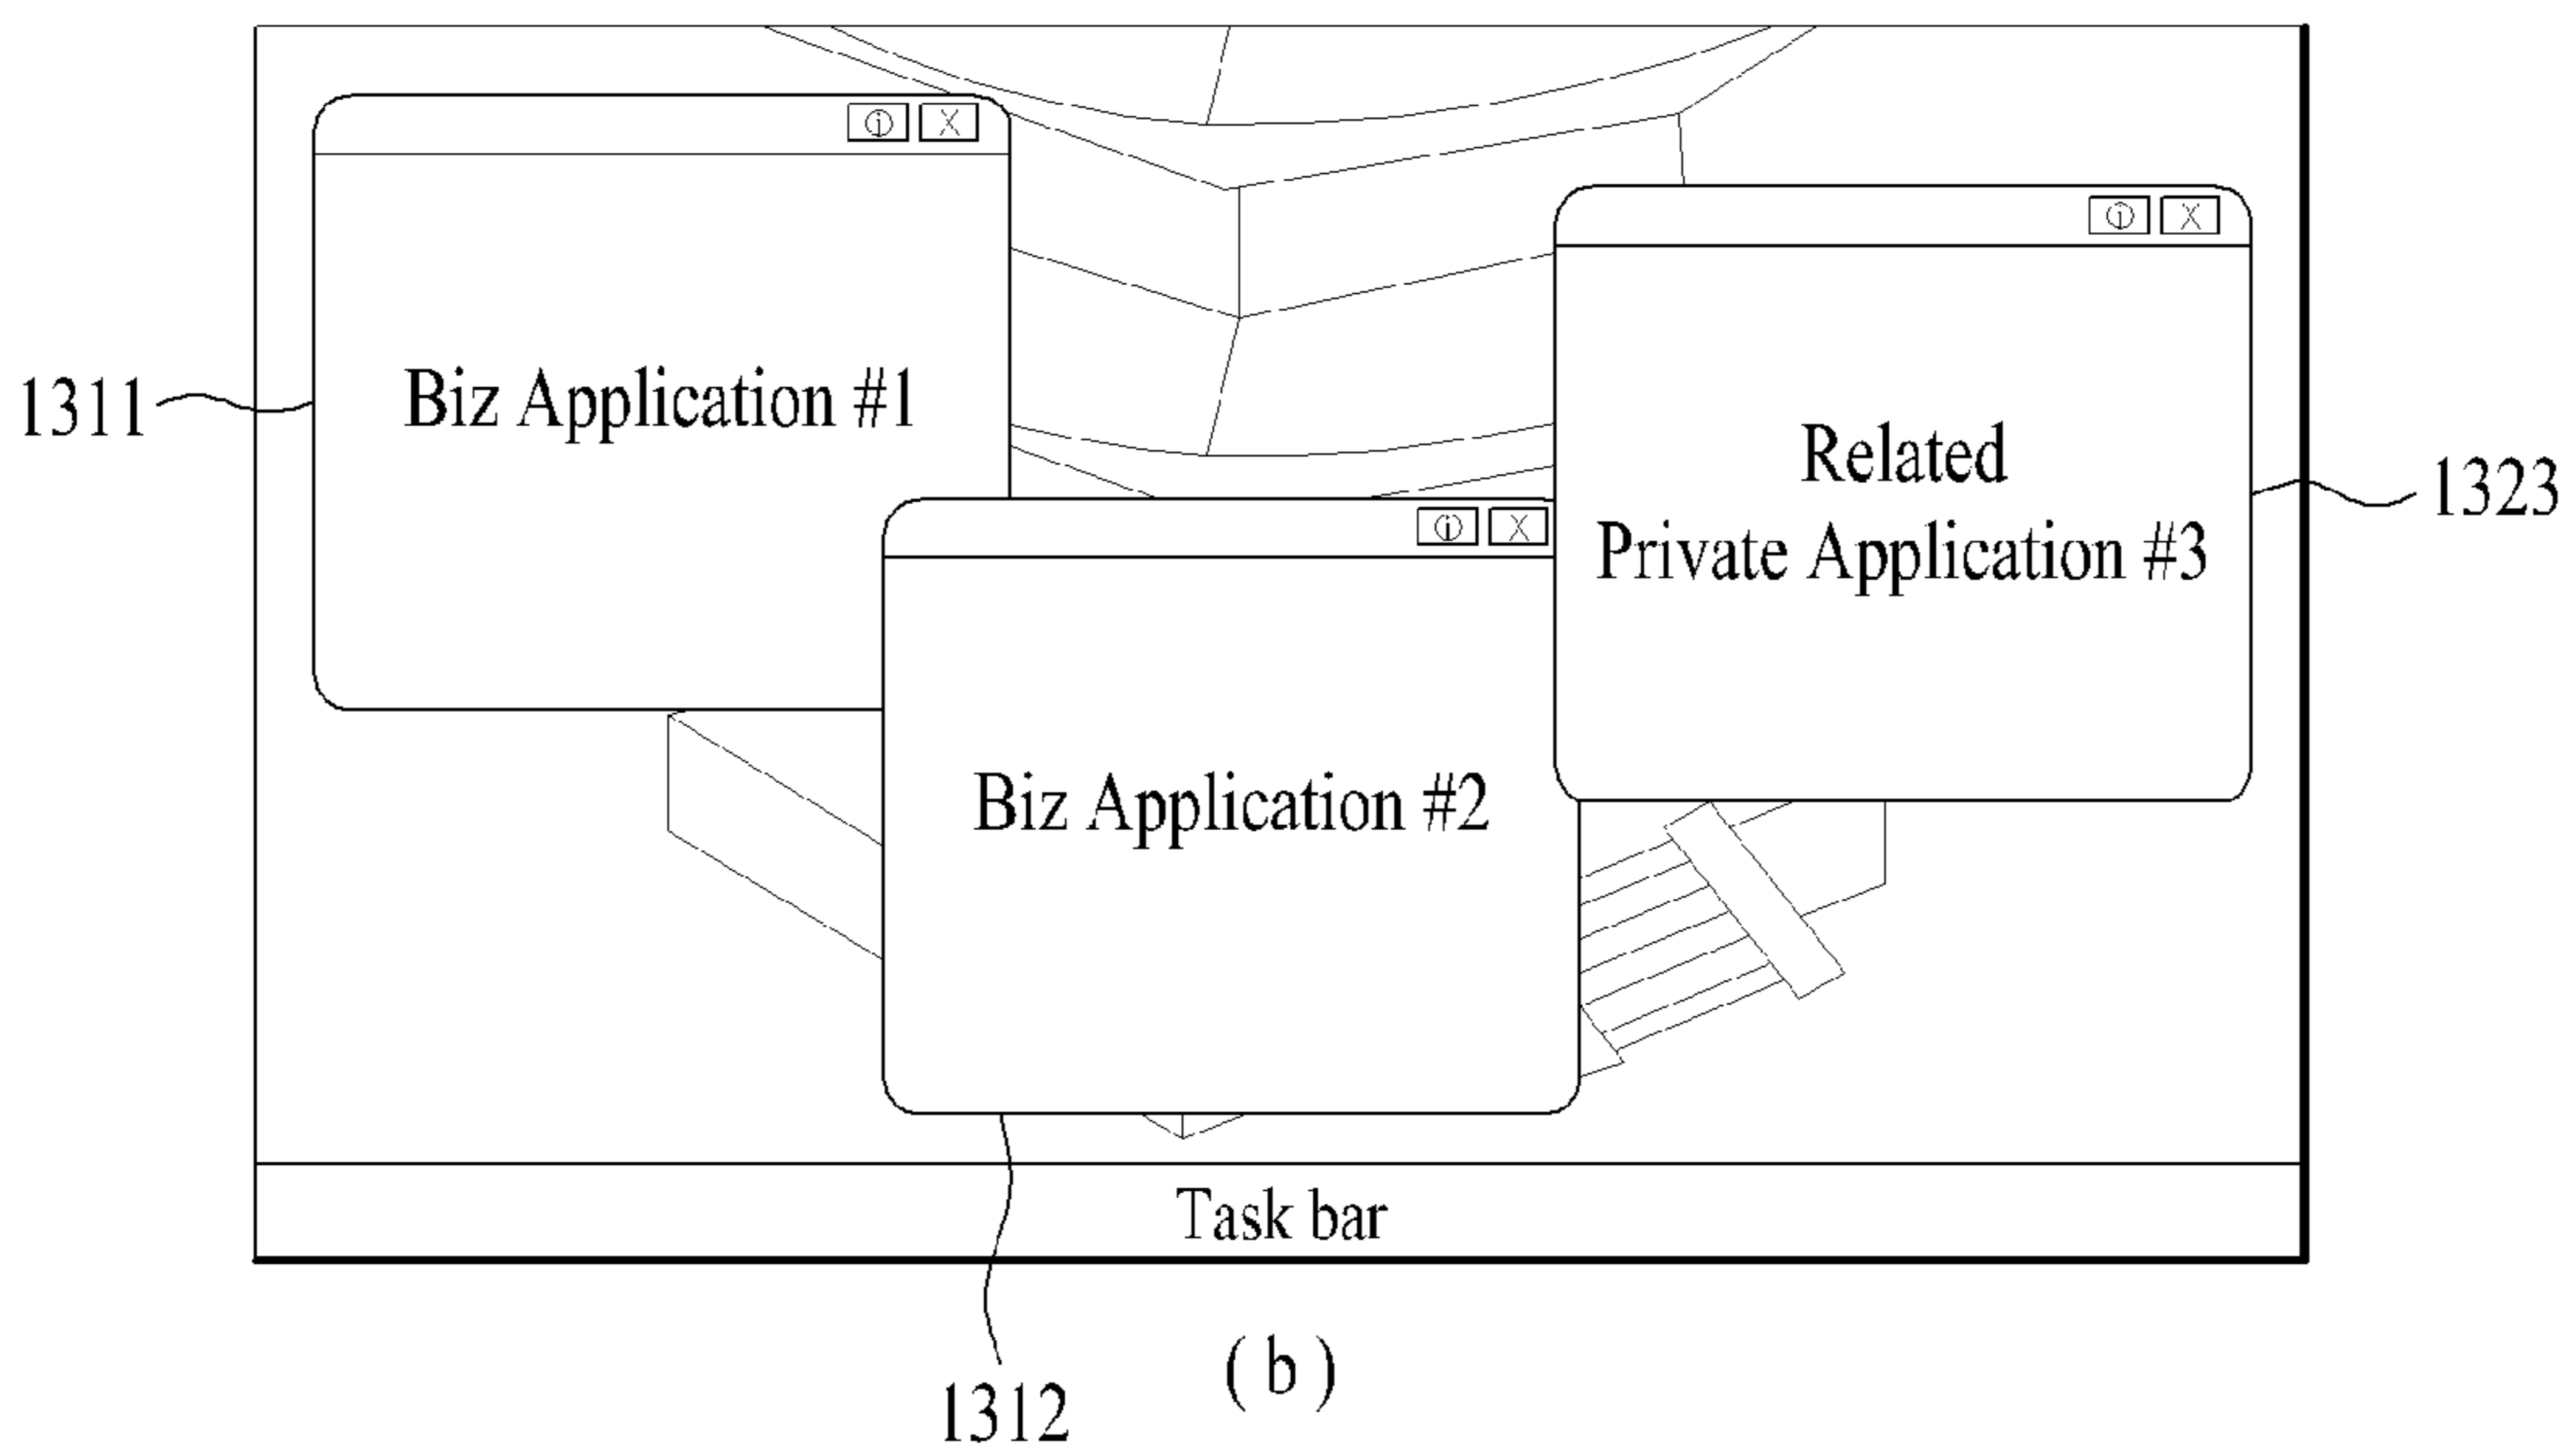 ⓘ X
Biz Application #1
1311
ⓘ X
Related
Private Application #3
1323
ⓘ X
Biz Application #2
Task bar
1312
( b )